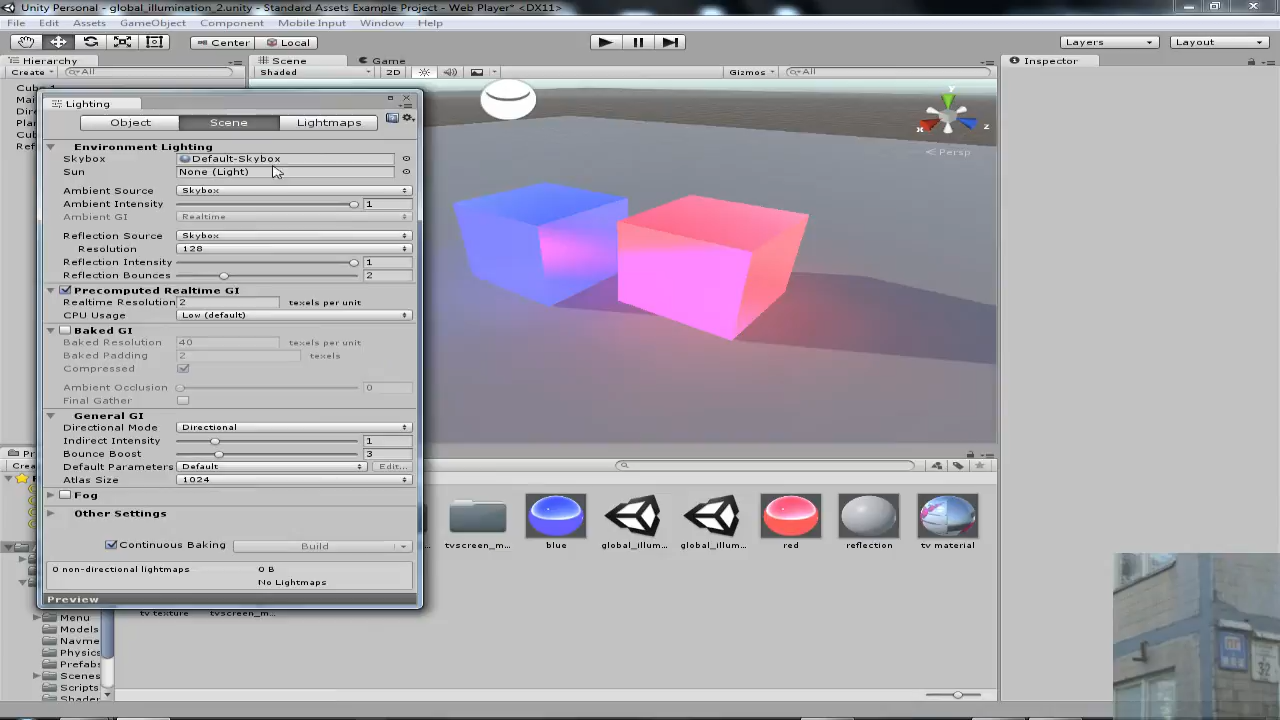 Unity Personal - global_illumination_2.unity - Standard Assets Example Project - Web Player* <DX11>
File Edit Assets GameObject Component Mobile Input Window Help
Center Local Layers Layout
Hierarchy Scene Game Inspector
Create All Shaded 2D Gizmos All
Lighting
Object Scene Lightmaps
Environment Lighting
Skybox Default-Skybox
Sun None (Light)
Ambient Source Skybox
Ambient Intensity 1
Ambient GI Realtime
Reflection Source Skybox
Resolution 128
Reflection Intensity 1
Reflection Bounces 2
Precomputed Realtime GI
Realtime Resolution 2 texels per unit
CPU Usage Low (default)
Baked GI
Baked Resolution 40 texels per unit
Baked Padding 2 texels
Compressed
Ambient Occlusion 0
Final Gather
General GI
Directional Mode Directional
Indirect Intensity 1
Bounce Boost 3
Default Parameters Default Edit...
Atlas Size 1024
Fog
Other Settings
Continuous Baking Build
0 non-directional lightmaps 0 B
No Lightmaps
Preview
y
x z
Persp
tvscreen_m... blue global_illum... global_illum... red reflection tv material
tv texture tvscreen_m...
Menu
Models
Navme
Physics
Prefabs
Scenes
Scripts
Shader
32